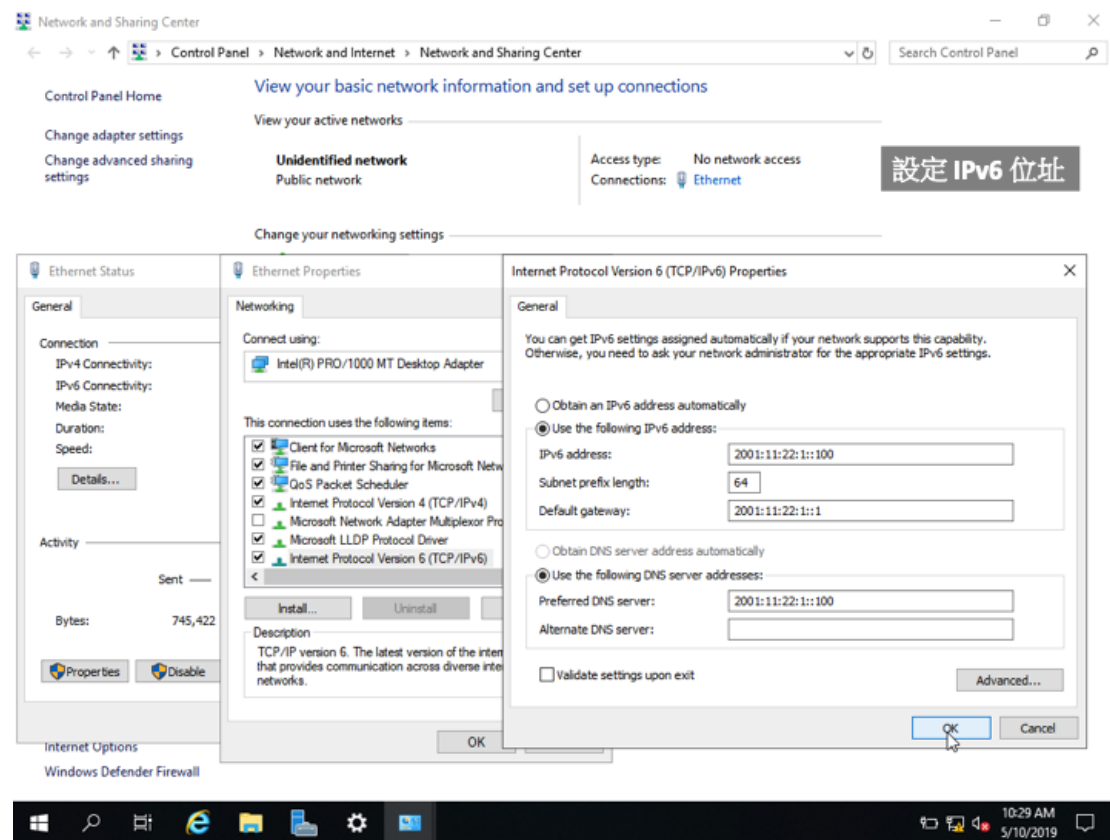 Network and Sharing Center
Control Panel > Network and Internet > Network and Sharing Center
Search Control Panel
Control Panel Home
Change adapter settings
Change advanced sharing
settings
View your basic network information and set up connections
View your active networks
Unidentified network
Public network
Access type: No network access
Connections: Ethernet
設定 IPv6 位址
Change your networking settings
Ethernet Status
General
Connection
IPv4 Connectivity:
IPv6 Connectivity:
Media State:
Duration:
Speed:
Details...
Activity
Sent
Bytes: 745,422
Properties
Disable
Ethernet Properties
Networking
Connect using:
Intel(R) PRO/1000 MT Desktop Adapter
This connection uses the following items:
Client for Microsoft Networks
File and Printer Sharing for Microsoft Netw
QoS Packet Scheduler
Internet Protocol Version 4 (TCP/IPv4)
Microsoft Network Adapter Multiplexor Pro
Microsoft LLDP Protocol Driver
Internet Protocol Version 6 (TCP/IPv6)
Install...
Uninstall
Description
TCP/IP version 6. The latest version of the inter
that provides communication across diverse inte
networks.
OK
Internet Protocol Version 6 (TCP/IPv6) Properties
General
You can get IPv6 settings assigned automatically if your network supports this capability.
Otherwise, you need to ask your network administrator for the appropriate IPv6 settings.
Obtain an IPv6 address automatically
Use the following IPv6 address:
IPv6 address: 2001:11:22:1::100
Subnet prefix length: 64
Default gateway: 2001:11:22:1::1
Obtain DNS server address automatically
Use the following DNS server addresses:
Preferred DNS server: 2001:11:22:1::100
Alternate DNS server:
Validate settings upon exit
Advanced...
OK
Cancel
Internet Options
Windows Defender Firewall
10:29 AM
5/10/2019